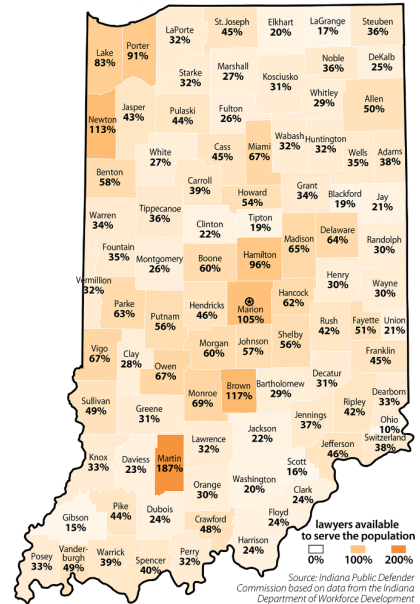 St. Joseph
45%
Elkhart
20%
LaGrange
17%
Steuben
36%
LaPorte
32%
Porter
91%
Lake
83%
Noble
36%
DeKalb
25%
Marshall
27%
Starke
32%
Kosciusko
31%
Whitley
29%
Allen
50%
Newton
113%
Jasper
43%
Pulaski
44%
Fulton
26%
Wabash
32%
Huntington
32%
Miami
67%
Cass
45%
White
27%
Wells
35%
Adams
38%
Benton
58%
Carroll
39%
Howard
54%
Grant
34%
Blackford
19%
Jay
21%
Tippecanoe
36%
Warren
34%
Clinton
22%
Tipton
19%
Madison
65%
Delaware
64%
Randolph
30%
Fountain
35%
Montgomery
26%
Boone
60%
Hamilton
96%
Henry
30%
Wayne
30%
Vermillion
32%
Parke
63%
Putnam
56%
Hendricks
46%
Marion
105%
Hancock
62%
Rush
42%
Fayette
51%
Union
21%
Vigo
67%
Clay
28%
Owen
67%
Morgan
60%
Johnson
57%
Shelby
56%
Franklin
45%
Decatur
31%
Sullivan
49%
Greene
31%
Monroe
69%
Brown
117%
Bartholomew
29%
Jennings
37%
Ripley
42%
Dearborn
33%
Ohio
10%
Switzerland
38%
Jefferson
46%
Jackson
22%
Lawrence
32%
Martin
187%
Daviess
23%
Knox
33%
Scott
16%
Washington
20%
Orange
30%
Clark
24%
Floyd
24%
Harrison
24%
Crawford
48%
Dubois
24%
Pike
44%
Gibson
15%
Posey
33%
Vander-
burgh
49%
Warrick
39%
Spencer
40%
Perry
32%
lawyers available
to serve the population
0%
100%
200%
Source: Indiana Public Defender
Commission based on data from the Indiana
Department of Workforce Development